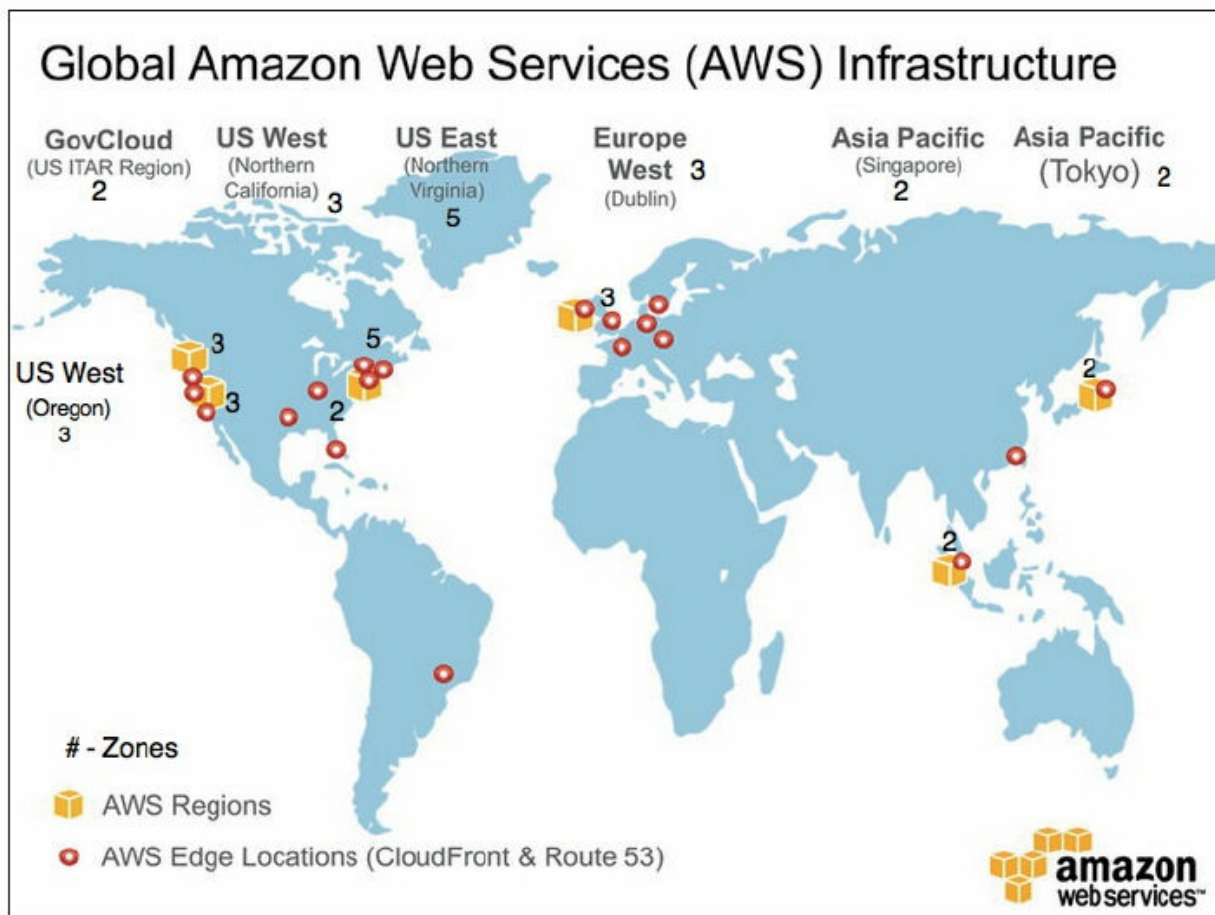 Global Amazon Web Services (AWS) Infrastructure
GovCloud
(US ITAR Region)
2
US West
(Northern
California)
3
US East
(Northern
Virginia)
5
Europe
West 3
(Dublin)
Asia Pacific
(Singapore)
2
Asia Pacific
(Tokyo) 2
3
5
3
US West
(Oregon)
3
3
2
2
2
# - Zones
AWS Regions
AWS Edge Locations (CloudFront & Route 53)
amazon
webservices™